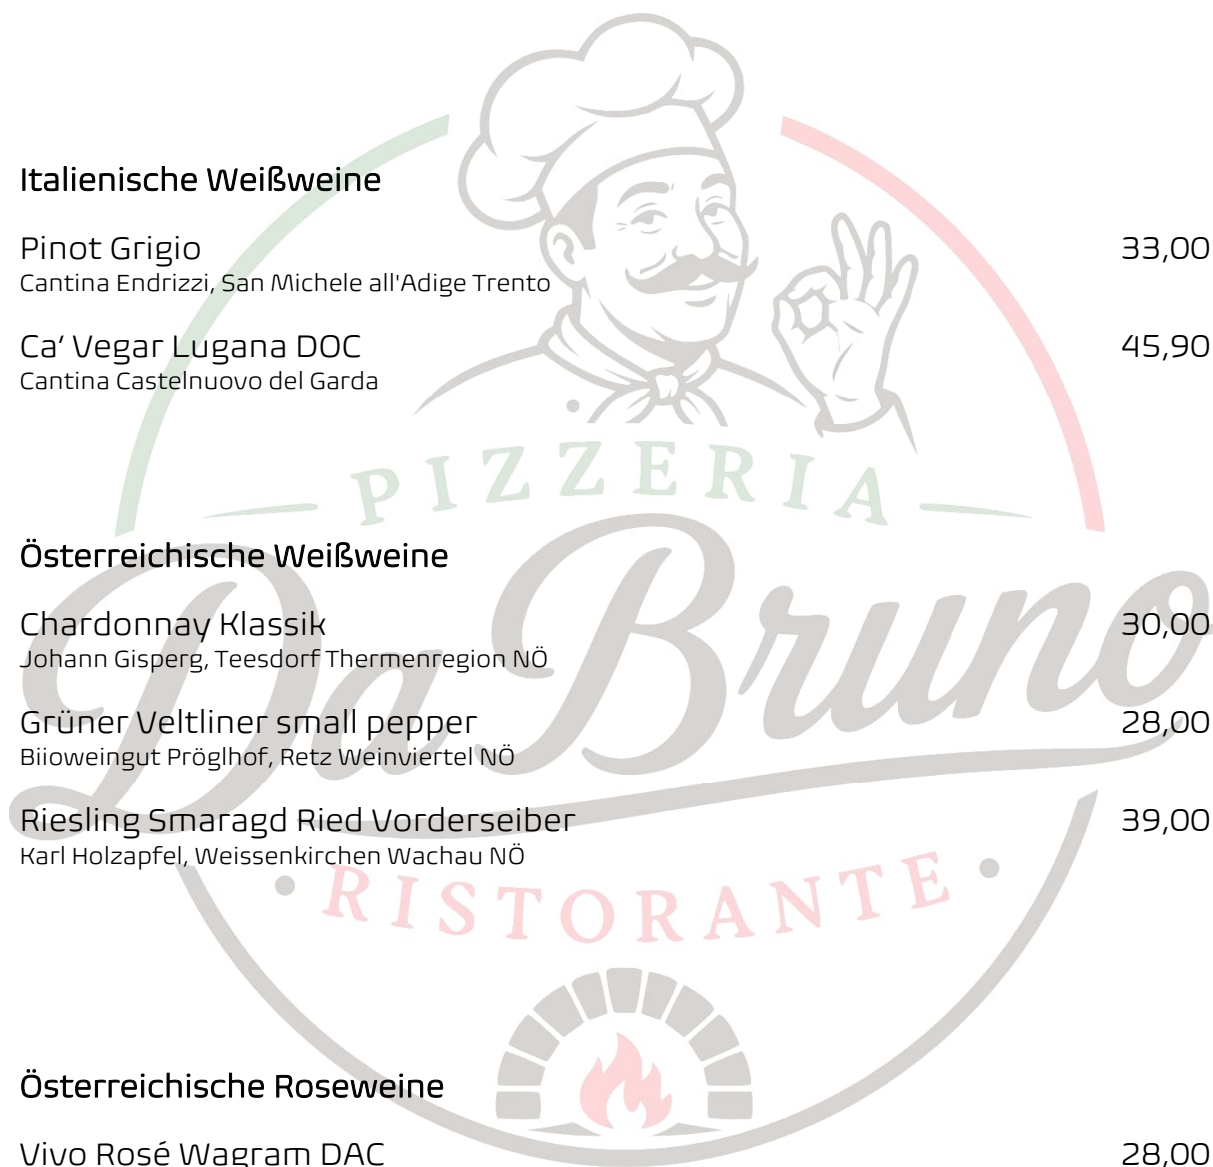 Italienische Weißweine
Pinot Grigio 33,00
Cantina Endrizzi, San Michele all'Adige Trento
Ca‘ Vegar Lugana DOC 45,90
Cantina Castelnuovo del Garda
PIZZERIA
Österreichische Weißweine
Da Bruno
Chardonnay Klassik 30,00
Johann Gisperg, Teesdorf Thermenregion NÖ
Grüner Veltliner small pepper 28,00
Biioweingut Pröglhof, Retz Weinviertel NÖ
Riesling Smaragd Ried Vorderseiber 39,00
Karl Holzapfel, Weissenkirchen Wachau NÖ
• RISTORANTE •
Österreichische Roseweine
Vivo Rosé Wagram DAC 28,00